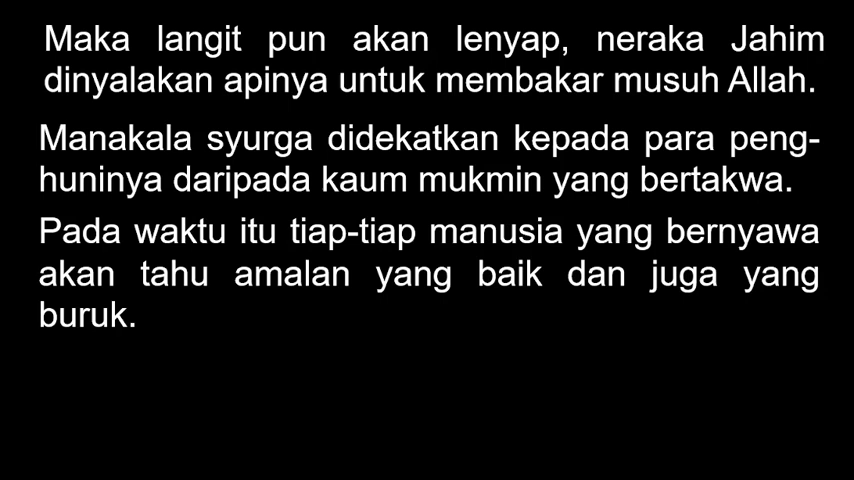 Maka langit pun akan lenyap, neraka Jahim
dinyalakan apinya untuk membakar musuh Allah.
Manakala syurga didekatkan kepada para peng-
huninya daripada kaum mukmin yang bertakwa.
Pada waktu itu tiap-tiap manusia yang bernyawa
akan tahu amalan yang baik dan juga yang
buruk.